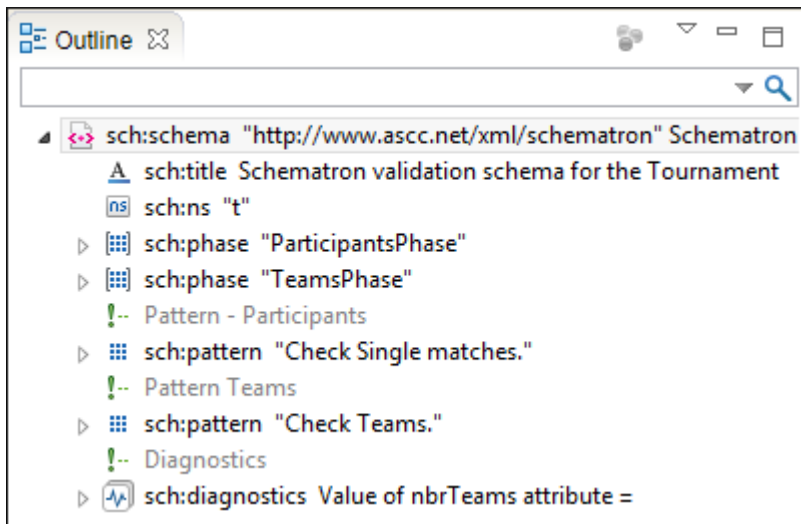 Outline
sch:schema "http://www.ascc.net/xml/schematron" Schematron
A sch:title Schematron validation schema for the Tournament
ns sch:ns "t"
sch:phase "ParticipantsPhase"
sch:phase "TeamsPhase"
Pattern - Participants
sch:pattern "Check Single matches."
Pattern Teams
sch:pattern "Check Teams."
Diagnostics
sch:diagnostics Value of nbrTeams attribute =